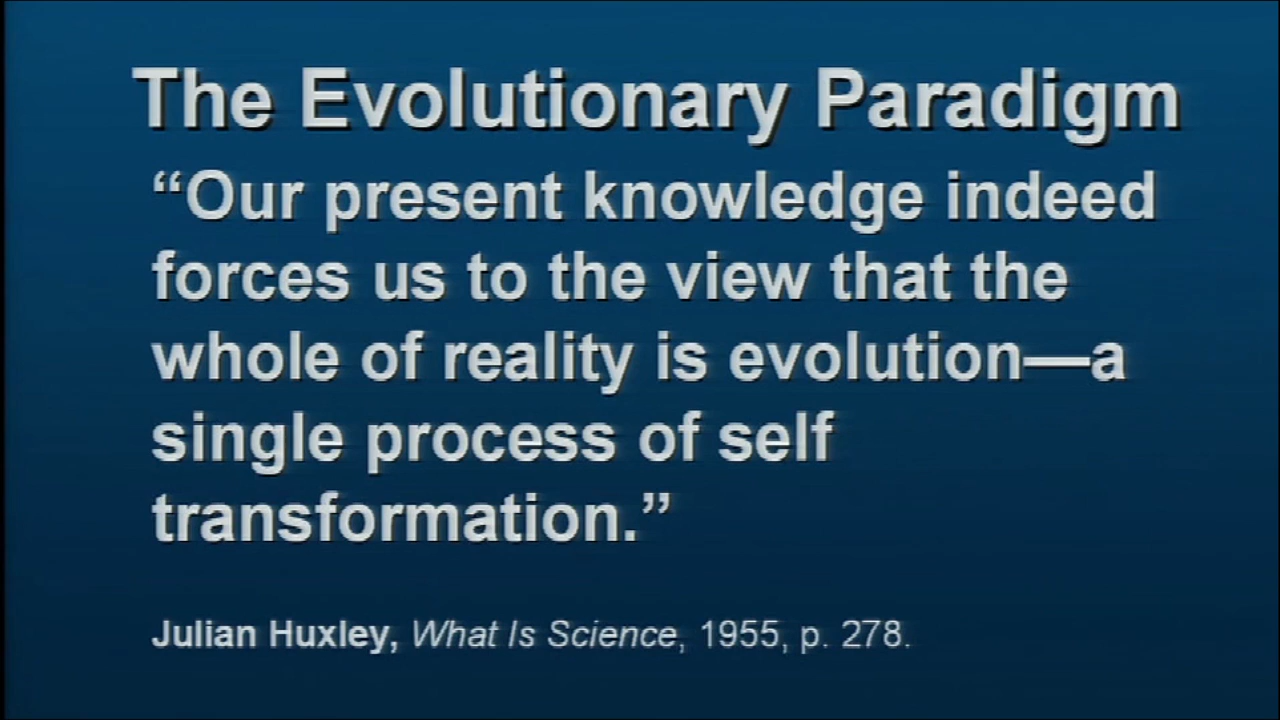 The Evolutionary Paradigm
“Our present knowledge indeed
forces us to the view that the
whole of reality is evolution—a
single process of self
transformation.”
Julian Huxley, What Is Science, 1955, p. 278.